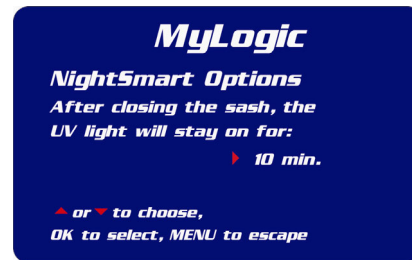 MyLogic
NightSmart Options
After closing the sash, the
UV light will stay on for:
10 min.
or to choose,
OK to select, MENU to escape